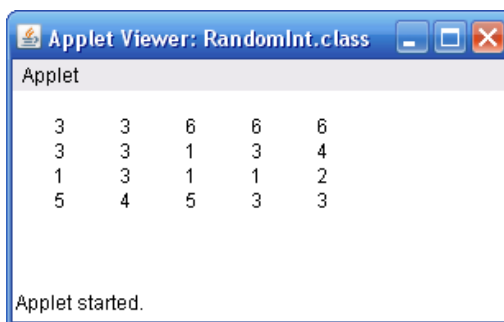 Applet Viewer: RandomInt.class
Applet
3 3 6 6 6
3 3 1 3 4
1 3 1 1 2
5 4 5 3 3
Applet started.